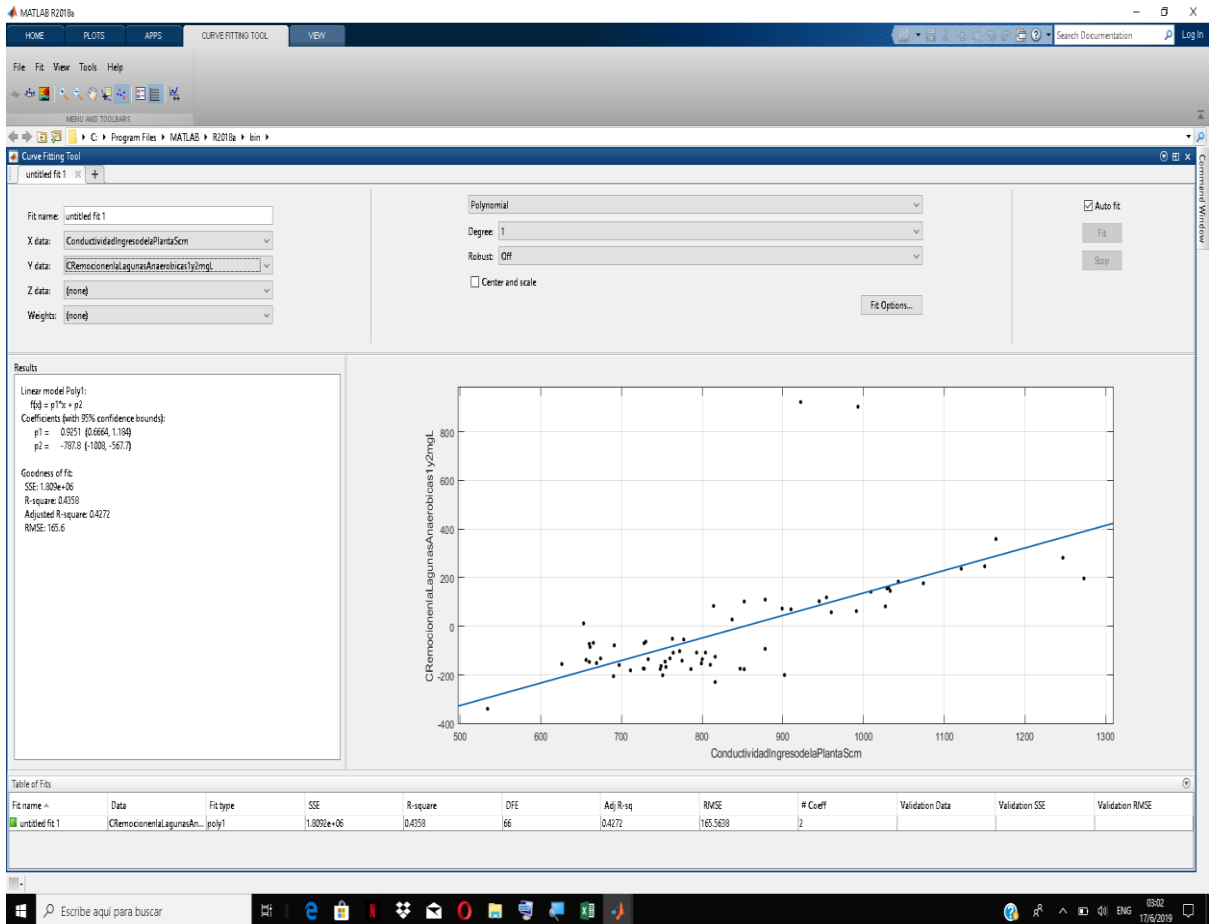 MATLAB R2018a
HOME PLOTS APPS CURVE FITTING TOOL VIEW Search Documentation Log In
File Fit View Tools Help
MENU AND TOOLBARS
C: Program Files MATLAB R2018a bin
Curve Fitting Tool
Command Window
untitled fit 1
Fit name: untitled fit 1
X data: ConductividadIngresodelaPlantaScm
Y data: CRemocionenlaLagunasAnaerobicas1y2mgL
Z data: (none)
Weights: (none)
Polynomial
Degree: 1
Robust: Off
Center and scale
Fit Options...
Auto fit
Fit
Stop
Results
Linear model Poly1:
f(x) = p1*x + p2
Coefficients (with 95% confidence bounds):
p1 = 0.9251 (0.6664, 1.184)
p2 = -787.8 (-1008, -567.7)
Goodness of fit:
SSE: 1.809e+06
R-square: 0.4358
Adjusted R-square: 0.4272
RMSE: 165.6
CRemocionenlaLagunasAnaerobicas1y2mgL
800
600
400
200
0
-200
-400
500 600 700 800 900 1000 1100 1200 1300
ConductividadIngresodelaPlantaScm
Table of Fits
Fit name Data Fit type SSE R-square DFE Adj R-sq RMSE # Coeff Validation Data Validation SSE Validation RMSE
untitled fit 1 CRemocionenlaLagunasAn... poly1 1.8092e+06 0.4358 66 0.4272 165.5638 2
Escribe aquí para buscar
ENG
03:02
17/6/2019